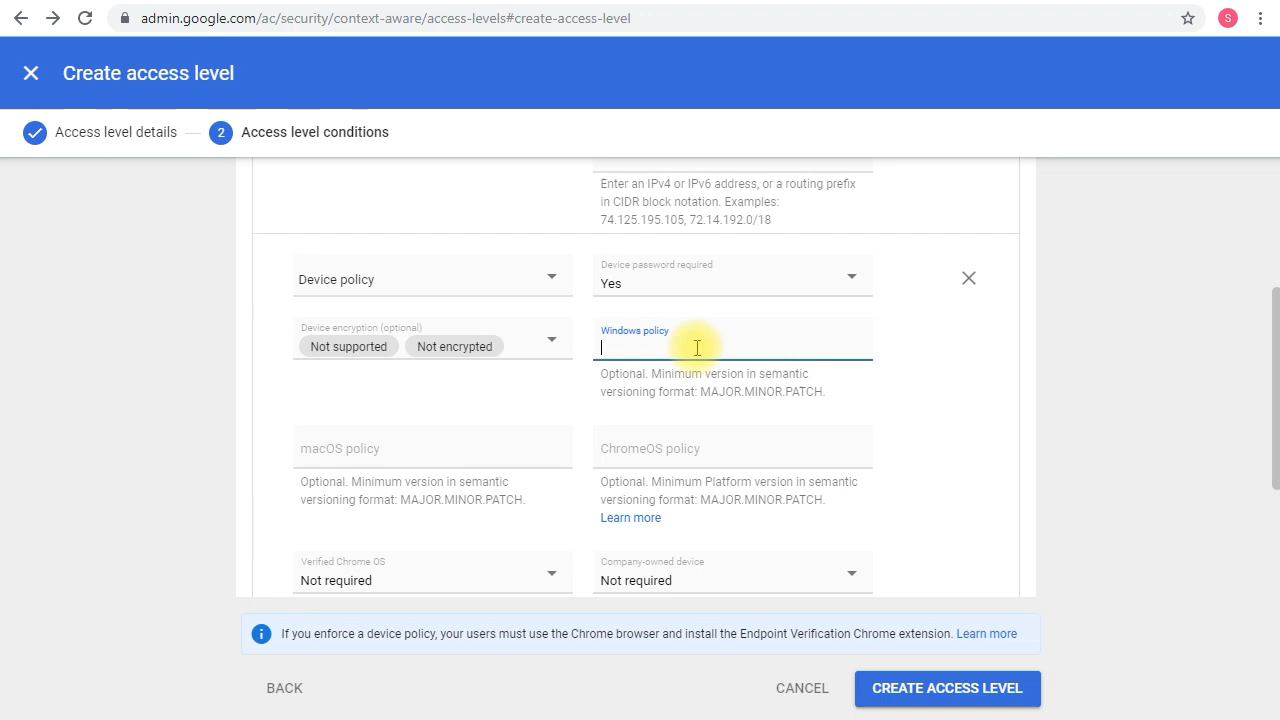 admin.google.com/ac/security/context-aware/access-levels#create-access-level
S
Create access level
Access level details
2 Access level conditions
Enter an IPv4 or IPv6 address, or a routing prefix
in CIDR block notation. Examples:
74.125.195.105, 72.14.192.0/18
Device policy
Device password required
Yes
Device encryption (optional)
Not supported Not encrypted
Windows policy
Optional. Minimum version in semantic
versioning format: MAJOR.MINOR.PATCH.
macOS policy
Optional. Minimum version in semantic
versioning format: MAJOR.MINOR.PATCH.
ChromeOS policy
Optional. Minimum Platform version in semantic
versioning format: MAJOR.MINOR.PATCH.
Learn more
Verified Chrome OS
Not required
Company-owned device
Not required
If you enforce a device policy, your users must use the Chrome browser and install the Endpoint Verification Chrome extension. Learn more
BACK
CANCEL
CREATE ACCESS LEVEL